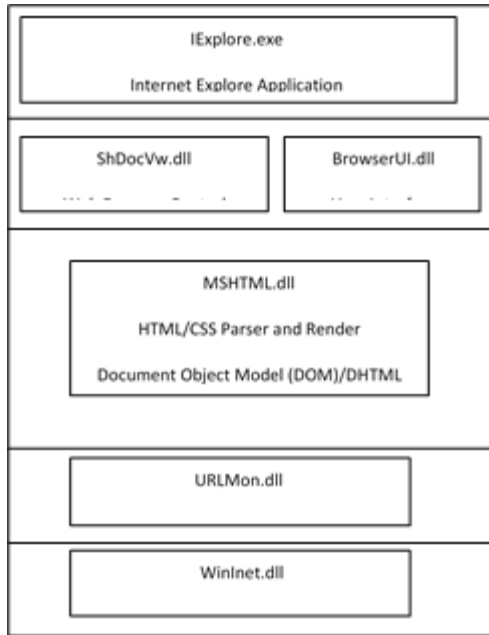 IExplore.exe
Internet Explore Application
ShDocVw.dll
BrowserUI.dll
MSHTML.dll
HTML/CSS Parser and Render
Document Object Model (DOM)/DHTML
URLMon.dll
WinInet.dll